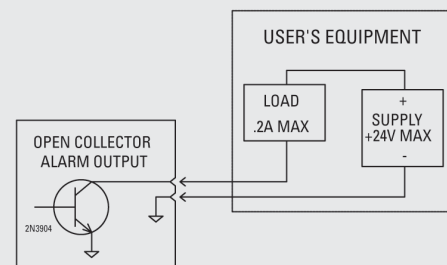 USER'S EQUIPMENT
LOAD
.2A MAX
+
SUPPLY
+24V MAX
-
OPEN COLLECTOR
ALARM OUTPUT
2N3904